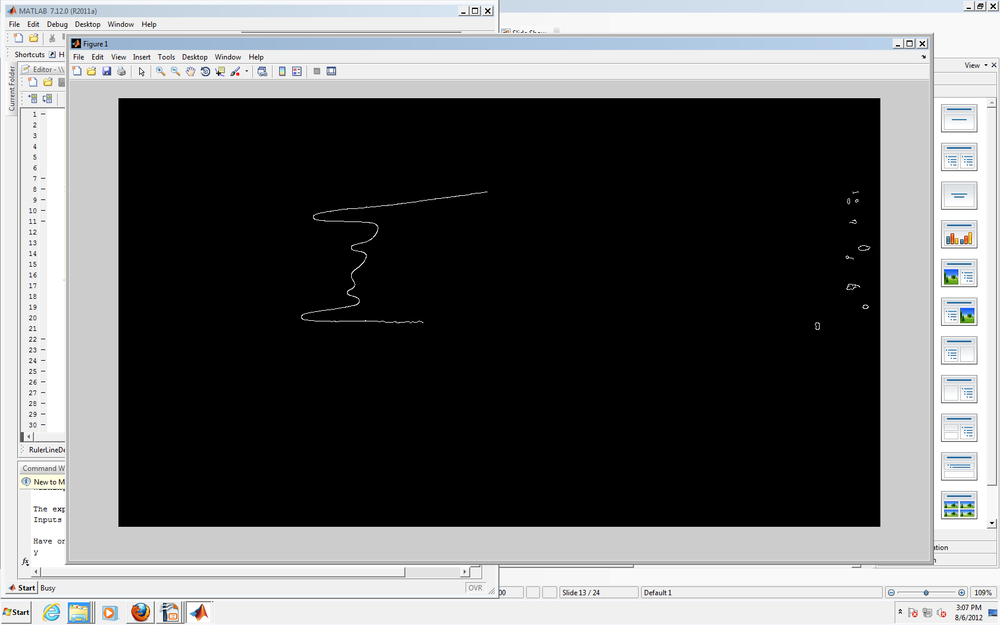 MATLAB 7.12.0 (R2011a)
File Edit Debug Desktop Window Help
Slide Show
Shortcuts
Figure 1
File Edit View Insert Tools Desktop Window Help
View
Current Folder
Editor - \\
1
2
3
4
5
6
7
8
9
10
11
12
13
14
15
16
17
18
19
20
21
22
23
24
25
26
27
28
29
30
RulerLineDe
Command W
New to M
The exp
Inputs
Have or
y
fx
Start Busy OVR
Slide 13 / 24 Default 1 109%
Start
3:07 PM
8/6/2012